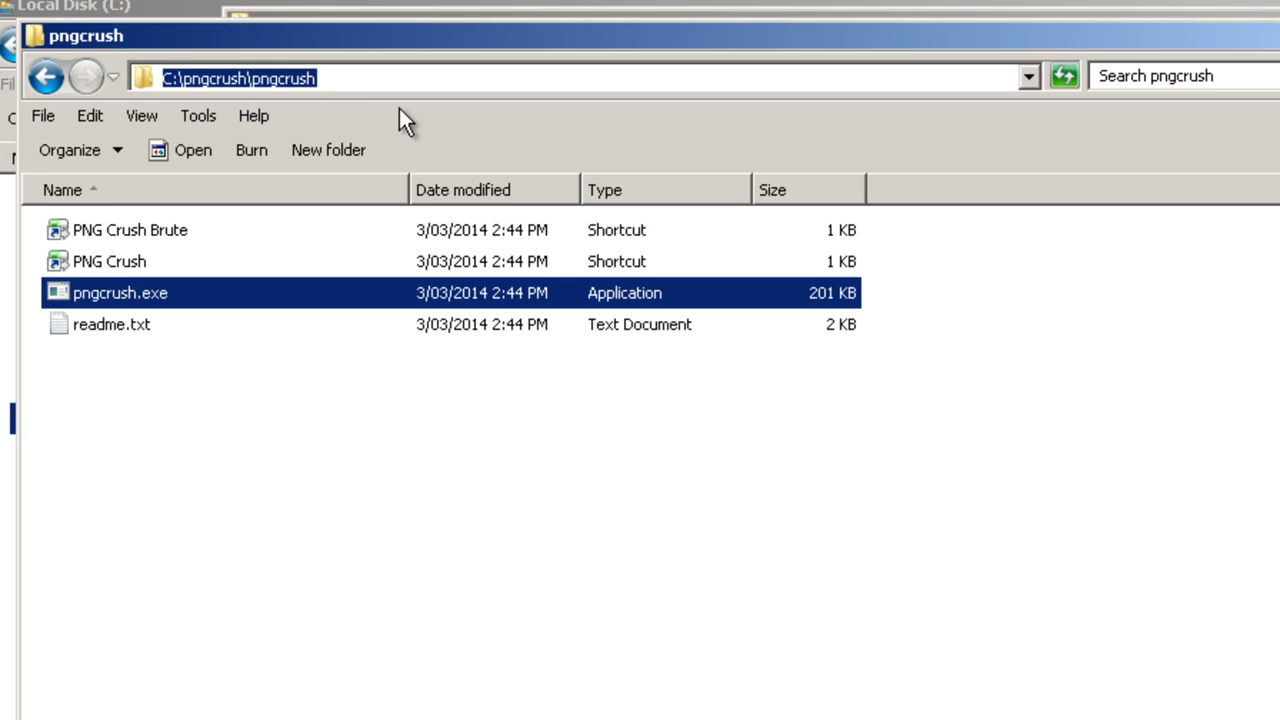 Local Disk (C:)
pngcrush
C:\pngcrush\pngcrush
Search pngcrush
File Edit View Tools Help
Organize Open Burn New folder
Name Date modified Type Size
PNG Crush Brute 3/03/2014 2:44 PM Shortcut 1 KB
PNG Crush 3/03/2014 2:44 PM Shortcut 1 KB
pngcrush.exe 3/03/2014 2:44 PM Application 201 KB
readme.txt 3/03/2014 2:44 PM Text Document 2 KB